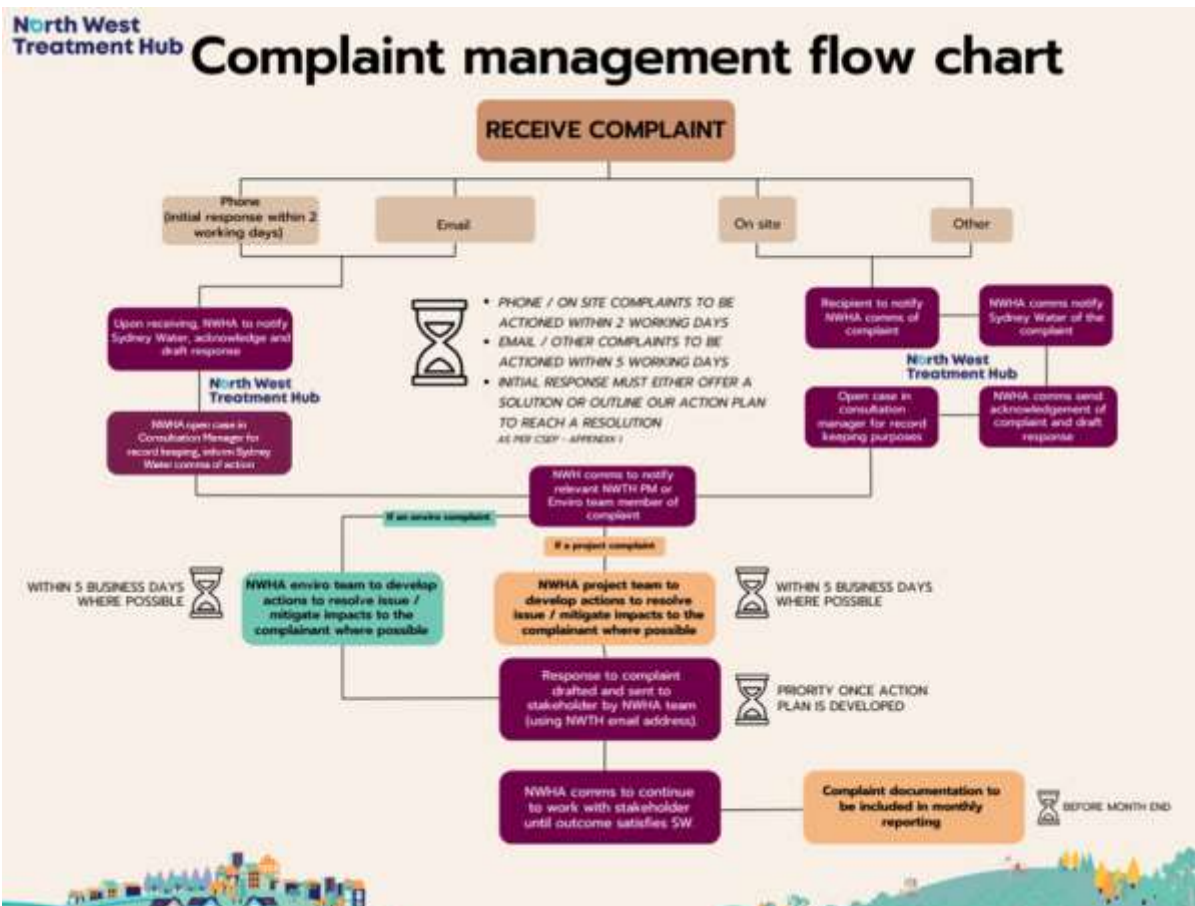 North West
Treatment Hub
Complaint management flow chart
RECEIVE COMPLAINT
Phone
(initial response within 2
working days)
Email
On site
Other
Upon receiving, NWHA to notify
Sydney Water, acknowledge and
draft response
North West
Treatment Hub
NWHA open case in
Consultation Manager for
record keeping, inform Sydney
Water comms of action
• PHONE / ON SITE COMPLAINTS TO BE
ACTIONED WITHIN 2 WORKING DAYS
• EMAIL / OTHER COMPLAINTS TO BE
ACTIONED WITHIN 5 WORKING DAYS
• INITIAL RESPONSE MUST EITHER OFFER A
SOLUTION OR OUTLINE OUR ACTION PLAN
TO REACH A RESOLUTION
AS PER CSEP - APPENDIX I
Recipient to notify
NWHA comms of
complaint
NWHA comms notify
Sydney Water of the
complaint
North West
Treatment Hub
Open case in
consultation
manager for record
keeping purposes
NWHA comms send
acknowledgement of
complaint and draft
response
NWH comms to notify
relevant NWTH PM or
Enviro team member of
complaint
If an enviro complaint
If a project complaint
WITHIN 5 BUSINESS DAYS
WHERE POSSIBLE
NWHA enviro team to develop
actions to resolve issue /
mitigate impacts to the
complainant where possible
NWHA project team to
develop actions to resolve
issue / mitigate impacts to the
complainant where possible
WITHIN 5 BUSINESS DAYS
WHERE POSSIBLE
Response to complaint
drafted and sent to
stakeholder by NWHA team
(using NWTH email address).
PRIORITY ONCE ACTION
PLAN IS DEVELOPED
NWHA comms to continue
to work with stakeholder
until outcome satisfies SW.
Complaint documentation to
be included in monthly
reporting
BEFORE MONTH END